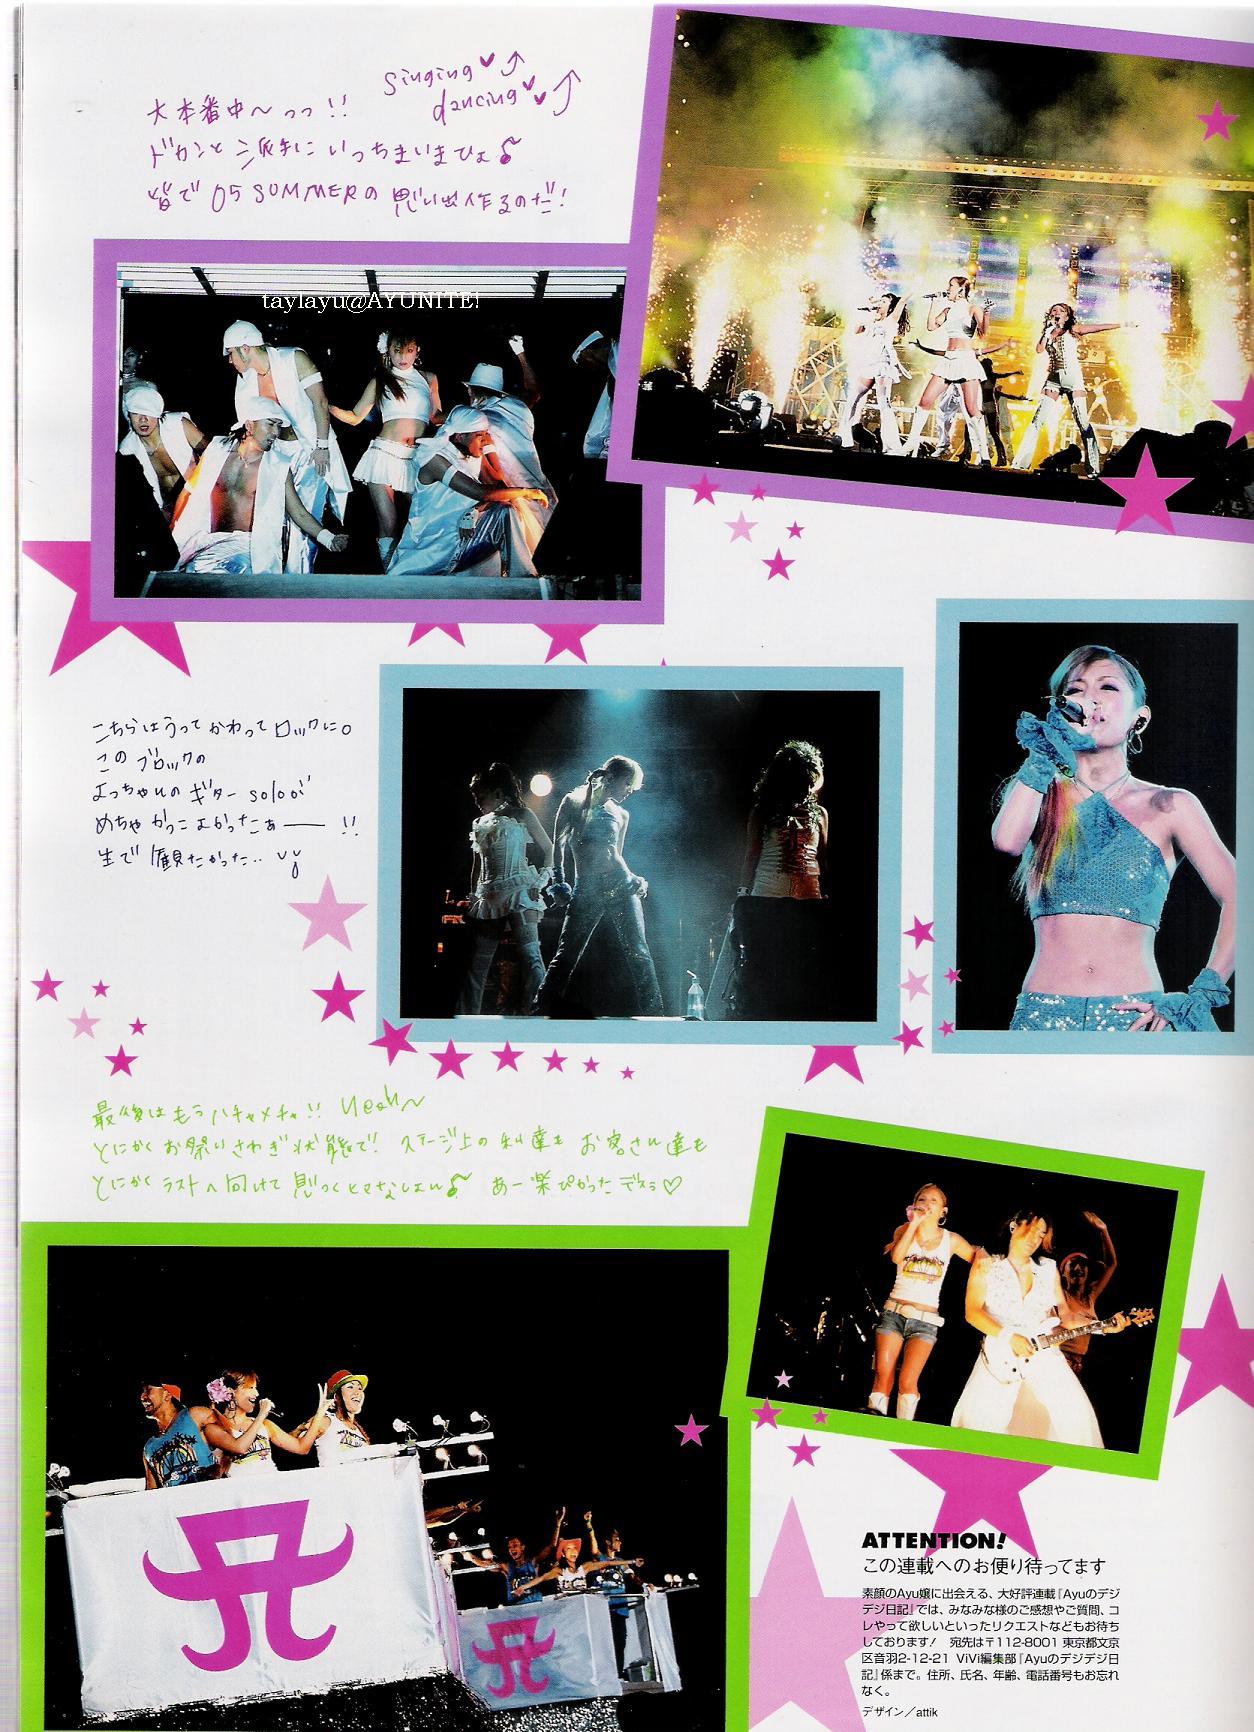 singing♥
dancing♥♥
大本番中〜っっ!!
ドカンと派手にいっちまいまひょ♪
皆で 05 SUMMERの思い出作るのだ!
taylayu@AYUNITE!
こちらはうってかわってロックに。
このブロックの
よっちゃんのギターsoloが
めちゃかっこよかったぁ——!!
生で観たかった..
最後はもうハチャメチャ!! Yeah〜
とにかくお祭りさわぎ状態で! ステージ上の私達も お客さん達も
とにかくラストへ向けて 思いっく あー楽ぴかったデスゥ♡
ATTENTION!
この連載へのお便り待ってます
素顔のAyu嬢に出会える、大好評連載『Ayuのデジ
デジ日記』では、みなみな様のご感想やご質問、コ
レやって欲しいといったリクエストなどもお待ち
しております! 宛先は〒112-8001 東京都文京
区音羽2-12-21 ViVi編集部『Ayuのデジデジ日
記』係まで。住所、氏名、年齢、電話番号もお忘れ
なく。
デザイン/attik